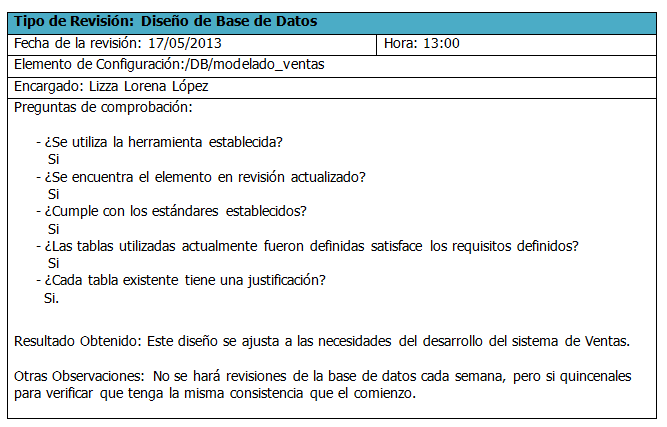 Tipo de Revisión: Diseño de Base de Datos
Fecha de la revisión: 17/05/2013 Hora: 13:00
Elemento de Configuración:/DB/modelado_ventas
Encargado: Lizza Lorena López
Preguntas de comprobación:
- ¿Se utiliza la herramienta establecida?
Si
- ¿Se encuentra el elemento en revisión actualizado?
Si
- ¿Cumple con los estándares establecidos?
Si
- ¿Las tablas utilizadas actualmente fueron definidas satisface los requisitos definidos?
Si
- ¿Cada tabla existente tiene una justificación?
Si.
Resultado Obtenido: Este diseño se ajusta a las necesidades del desarrollo del sistema de Ventas.
Otras Observaciones: No se hará revisiones de la base de datos cada semana, pero si quincenales
para verificar que tenga la misma consistencia que el comienzo.